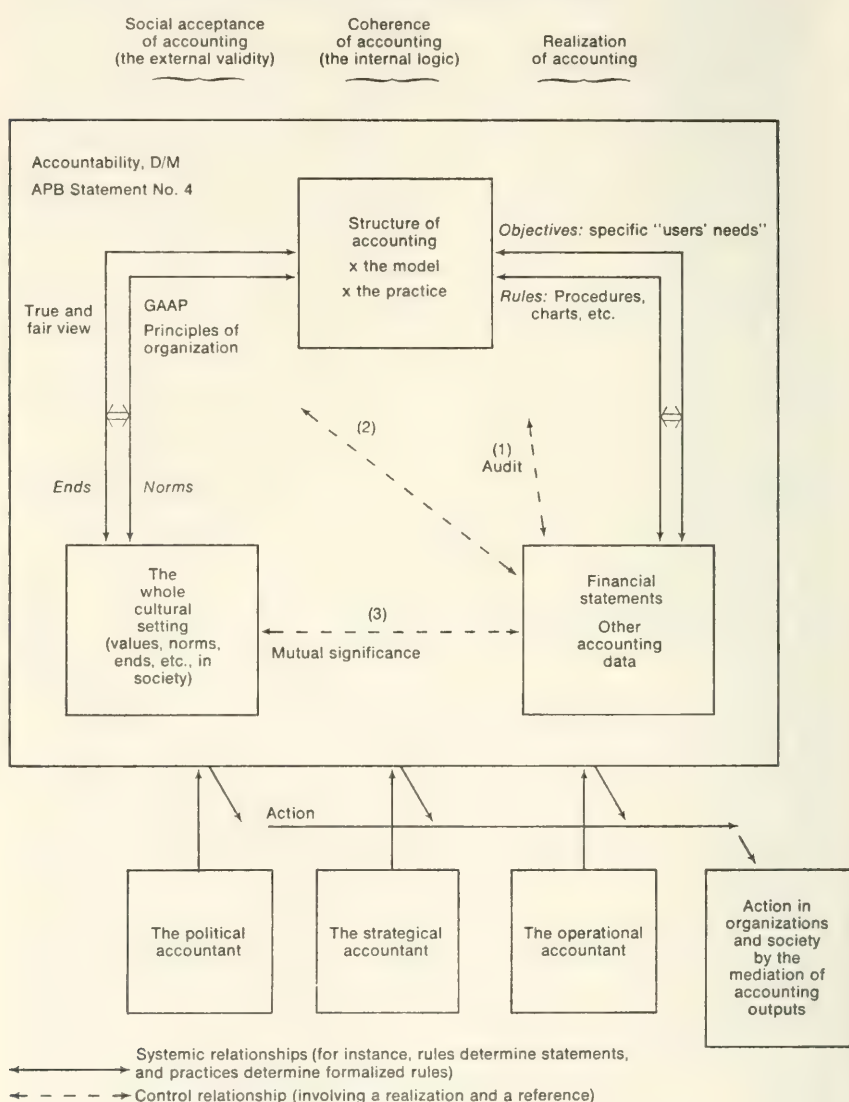 Social acceptance
of accounting
(the external validity)
Coherence
of accounting
(the internal logic)
Realization
of accounting
Accountability, D/M
APB Statement No. 4
Structure of
accounting
x the model
x the practice
Objectives: specific "users' needs"
Rules: Procedures,
charts, etc.
True and
fair view
GAAP
Principles of
organization
(2)
(1)
Audit
Ends
Norms
The
whole
cultural
setting
(values, norms,
ends, etc., in
society)
(3)
Mutual significance
Financial
statements
Other
accounting
data
Action
The political
accountant
The strategical
accountant
The operational
accountant
Action in
organizations
and society
by the
mediation of
accounting
outputs
Systemic relationships (for instance, rules determine statements,
and practices determine formalized rules)
Control relationship (involving a realization and a reference)